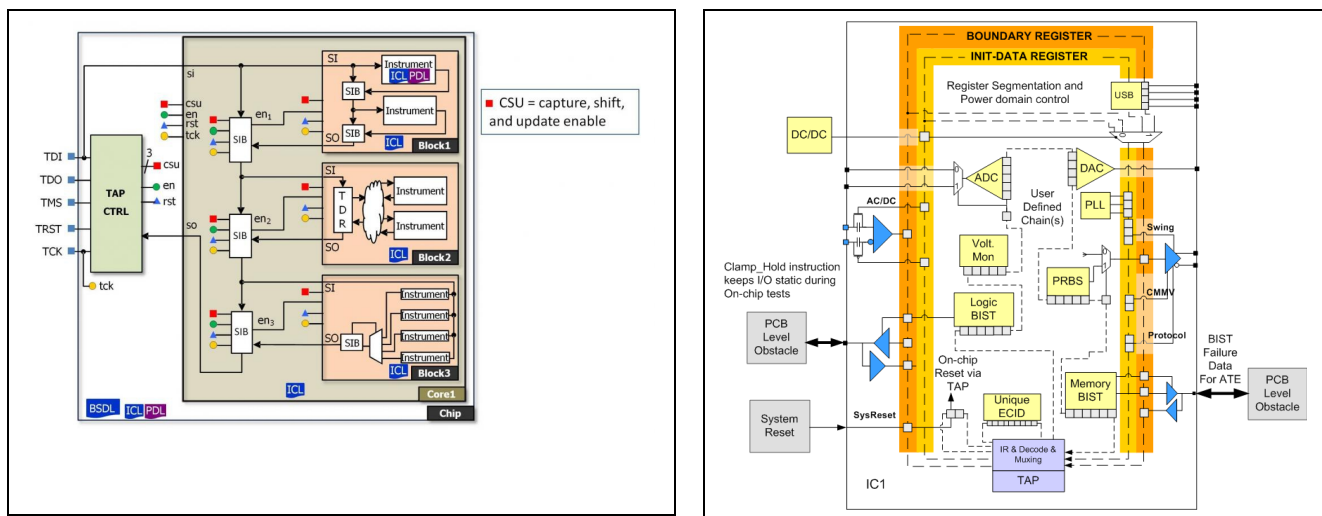 SI
Instrument
ICL PDL
si
SIB
csu
en
rst
tck
en1
Instrument
SIB
SO
SIB
ICL
Block1
CSU = capture, shift,
and update enable
TDI
TDO
TMS
TRST
TCK
3
csu
en
rst
TAP
CTRL
tck
so
SI
T
D
R
Instrument
Instrument
en2
SIB
SO
ICL
Block2
SI
Instrument
Instrument
Instrument
Instrument
en3
SIB
SO
SIB
ICL
Block3
ICL
Core1
BSDL
ICL PDL
Chip
BOUNDARY REGISTER
INIT-DATA REGISTER
Register Segmentation and
Power domain control
USB
DC/DC
0
1
ADC
DAC
User
Defined
Chain(s)
PLL
AC/DC
Swing
Volt.
Mon
Clamp_Hold instruction
keeps I/O static during
On-chip tests
PRBS
CMMV
Logic
BIST
PCB
Level
Obstacle
Protocol
BIST
Failure
Data
For ATE
On-chip
Reset via
TAP
Memory
BIST
PCB
Level
Obstacle
Unique
ECID
System
Reset
SysReset
IR & Decode &
Muxing
TAP
IC1